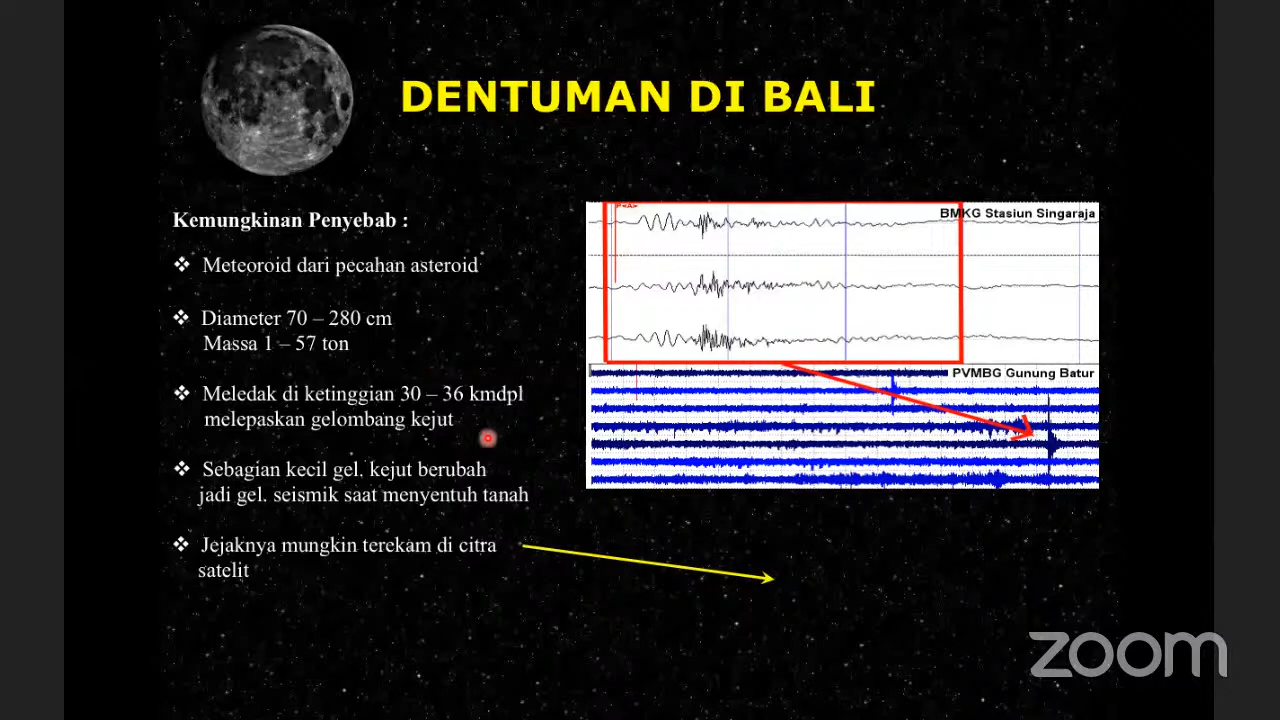 DENTUMAN DI BALI
Kemungkinan Penyebab :
❖ Meteoroid dari pecahan asteroid
❖ Diameter 70 – 280 cm
Massa 1 – 57 ton
❖ Meledak di ketinggian 30 – 36 kmdpl
melepaskan gelombang kejut
❖ Sebagian kecil gel. kejut berubah
jadi gel. seismik saat menyentuh tanah
❖ Jejaknya mungkin terekam di citra
satelit
BMKG Stasiun Singaraja
PVMBG Gunung Batur
zoom